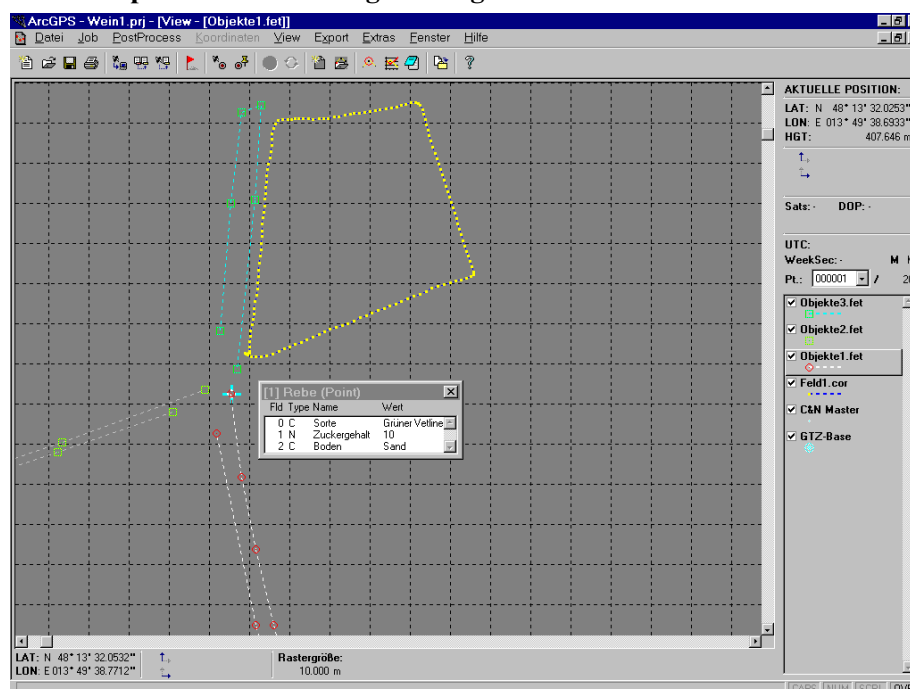 ArcGPS - Wein1.prj - [View - [Objekte1.fet]]
Datei Job PostProcess Koordinaten View Export Extras Fenster Hilfe
AKTUELLE POSITION:
LAT: N 48° 13' 32.0253"
LON: E 013° 49' 38.6933"
HGT: 407.646 m
Sats: - DOP: -
UTC:
WeekSec: - M
Pt.: 000001 /
Objekte3.fet
Objekte2.fet
Objekte1.fet
Feld1.cor
C&N Master
GTZ-Base
[1] Rebe (Point)
Fld Type Name Wert
0 C Sorte Grüner Vetline
1 N Zuckergehalt 10
2 C Boden Sand
LAT: N 48° 13' 32.0532"
LON: E 013° 49' 38.7712"
Rastergröße:
10.000 m
CAPS NUM SCRL OVR